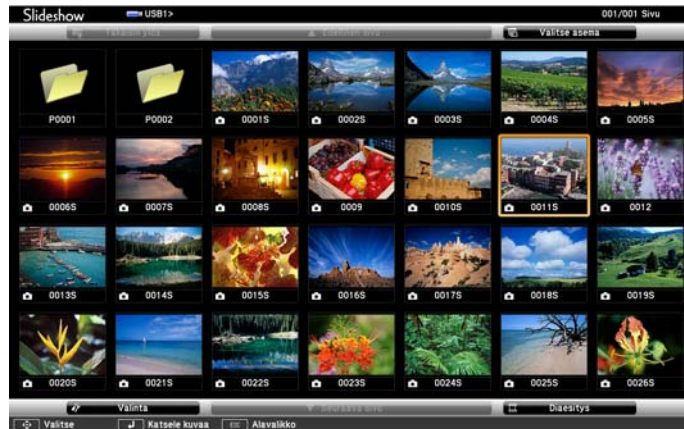 Slideshow USB1> 001/001 Sivu
Takaisin ylös Edellinen sivu Valitse asema
P0001 P0002 0001S 0002S 0003S 0004S 0005S
0006S 0007S 0008S 0009 0010S 0011S 0012
0013S 0014S 0015S 0016S 0017S 0018S 0019S
0020S 0021S 0022S 0023S 0024S 0025S 0026S
Valinta Seuraava sivu Diaesitys
Valitse Katsele kuvaa Esc Alavalikko